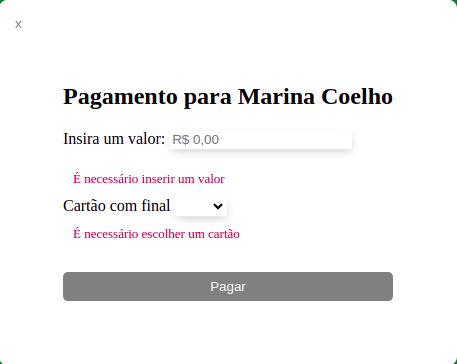 x
Pagamento para Marina Coelho
Insira um valor: R$ 0,00
É necessário inserir um valor
Cartão com final
É necessário escolher um cartão
Pagar